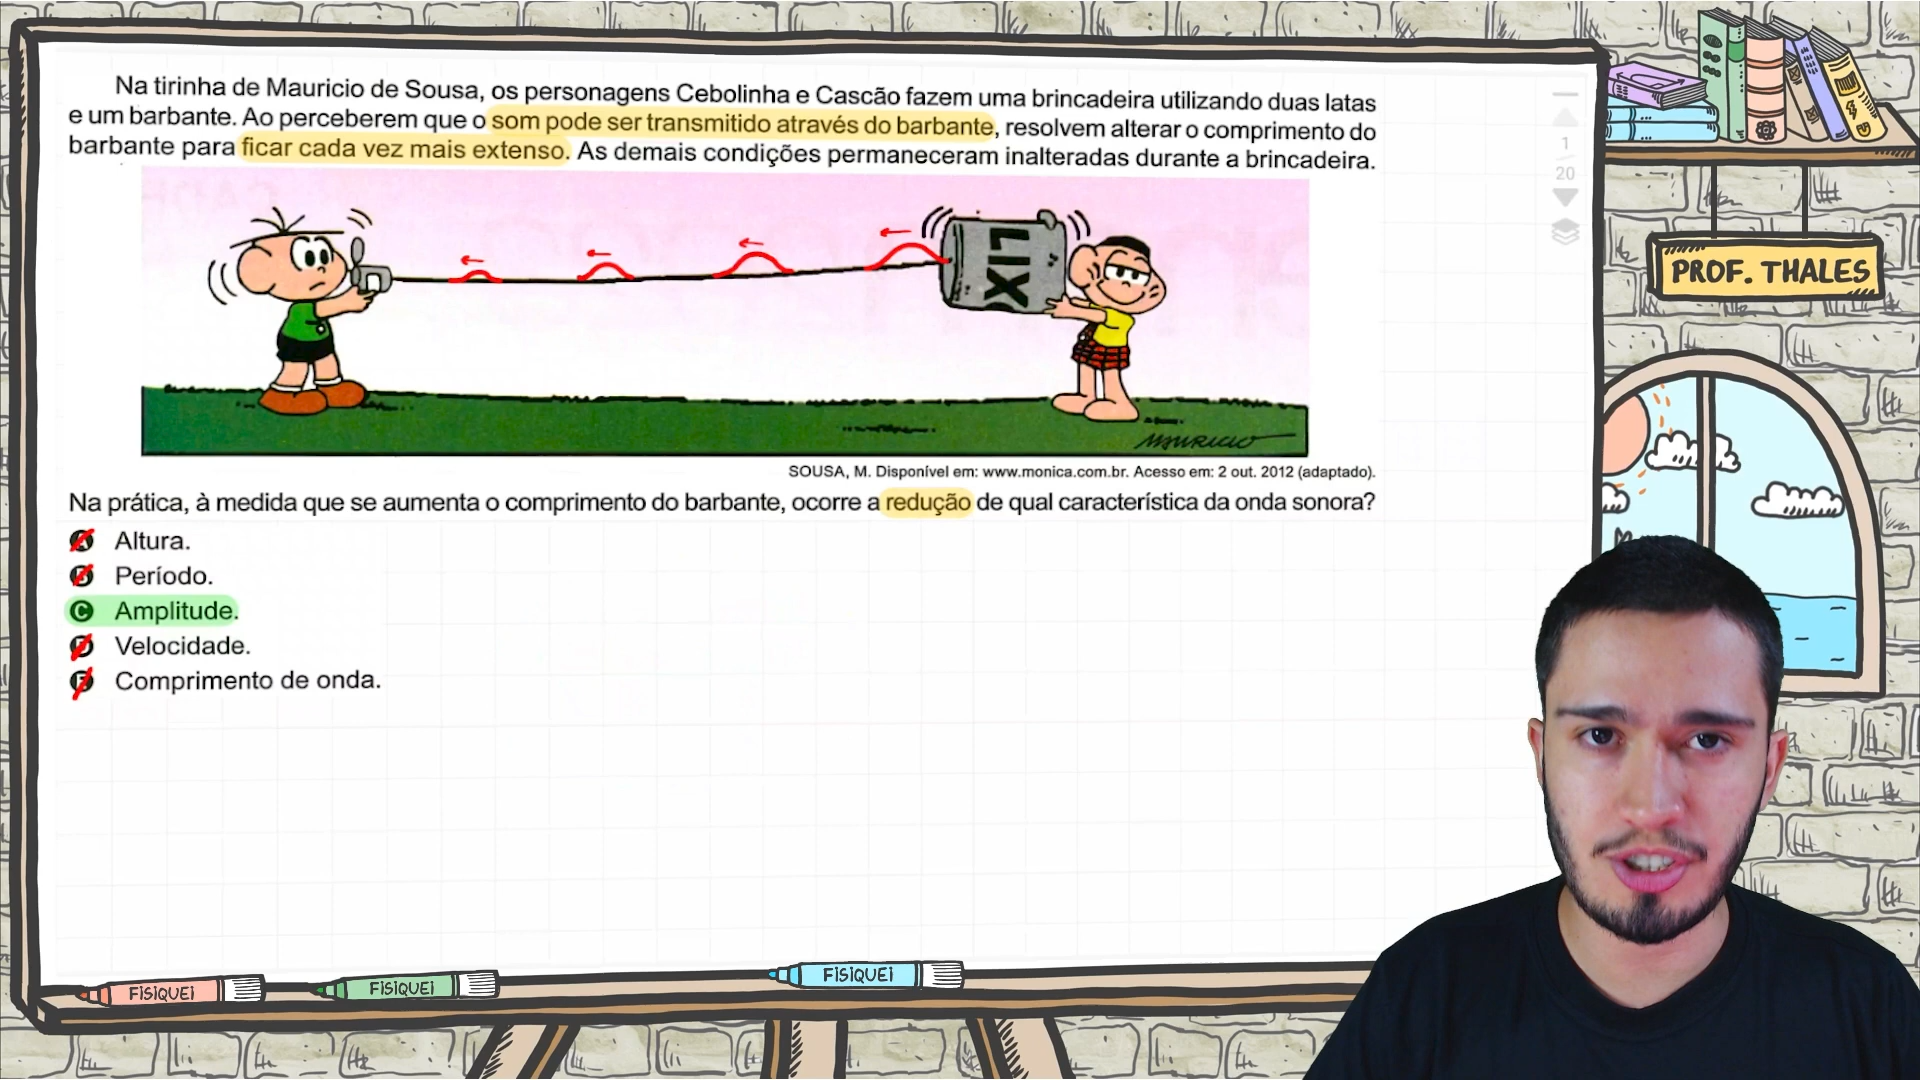 Na tirinha de Mauricio de Sousa, os personagens Cebolinha e Cascão fazem uma brincadeira utilizando duas latas
e um barbante. Ao perceberem que o som pode ser transmitido através do barbante, resolvem alterar o comprimento do
barbante para ficar cada vez mais extenso. As demais condições permaneceram inalteradas durante a brincadeira.
1
20
LIX
PROF. THALES
MAURICIO
SOUSA, M. Disponível em: www.monica.com.br. Acesso em: 2 out. 2012 (adaptado).
Na prática, à medida que se aumenta o comprimento do barbante, ocorre a redução de qual característica da onda sonora?
A Altura.
B Período.
C Amplitude.
D Velocidade.
E Comprimento de onda.
FISIQUEI
FISIQUEI
FISIQUEI